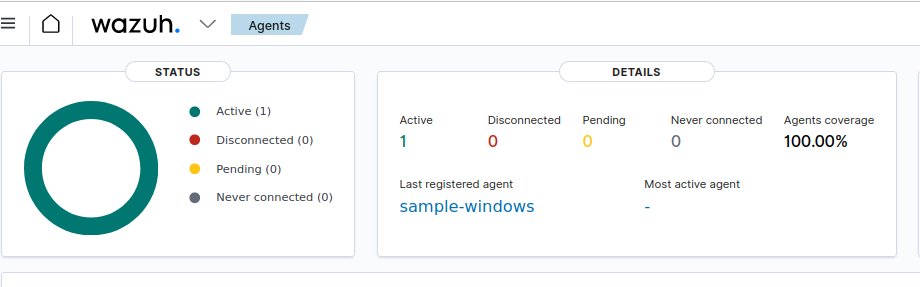 wazuh. Agents
STATUS
Active (1)
Disconnected (0)
Pending (0)
Never connected (0)
DETAILS
Active Disconnected Pending Never connected Agents coverage
1 0 0 0 100.00%
Last registered agent Most active agent
sample-windows -